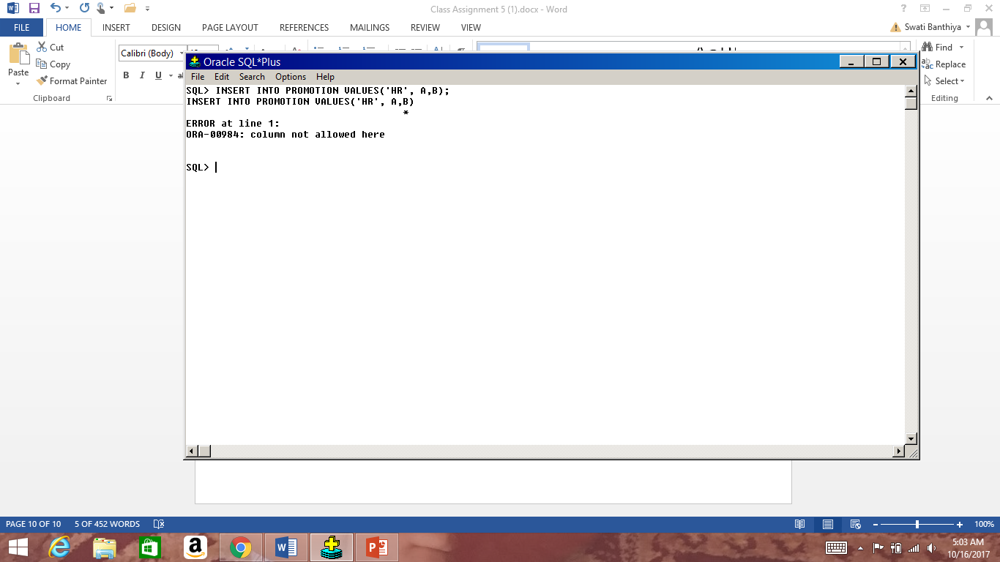 Class Assignment 5 (1).docx - Word
FILE HOME INSERT DESIGN PAGE LAYOUT REFERENCES MAILINGS REVIEW VIEW Swati Banthiya
Paste
Cut
Copy
Format Painter
Clipboard
Calibri (Body)
B I U
Find
Replace
Select
Editing
Oracle SQL*Plus
File Edit Search Options Help
SQL> INSERT INTO PROMOTION VALUES('HR', A,B);
INSERT INTO PROMOTION VALUES('HR', A,B)
*
ERROR at line 1:
ORA-00984: column not allowed here
SQL>
PAGE 10 OF 10 5 OF 452 WORDS 100%
5:03 AM
10/16/2017